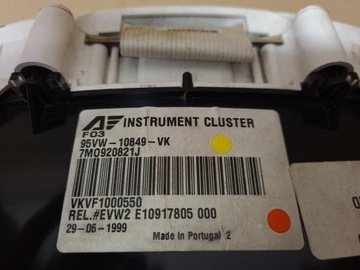 AF
F03
INSTRUMENT CLUSTER
95VW-10849-VK
7M0920821J
VKVF1000550
REL.#EVW2 E10917805 000
29-06-1999
Made in Portugal 2